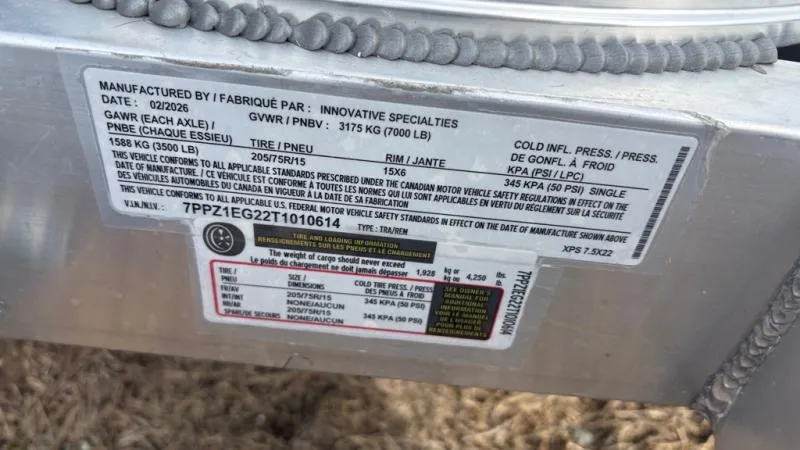 MANUFACTURED BY / FABRIQUÉ PAR : INNOVATIVE SPECIALTIES
DATE : 02/2026
GVWR / PNBV : 3175 KG (7000 LB)
GAWR (EACH AXLE) /
PNBE (CHAQUE ESSIEU) TIRE / PNEU RIM / JANTE COLD INFL. PRESS. / PRESS. DE GONFL. À FROID KPA (PSI / LPC)
1588 KG (3500 LB) 205/75R/15 15X6 345 KPA (50 PSI) SINGLE
THIS VEHICLE CONFORMS TO ALL APPLICABLE STANDARDS PRESCRIBED UNDER THE CANADIAN MOTOR VEHICLE SAFETY REGULATIONS IN EFFECT ON THE
DATE OF MANUFACTURE. / CE VÉHICULE EST CONFORME À TOUTES LES NORMES QUI LUI SONT APPLICABLES EN VERTU DU RÈGLEMENT SUR LA SÉCURITÉ
DES VÉHICULES AUTOMOBILES DU CANADA EN VIGUEUR À LA DATE DE SA FABRICATION
THIS VEHICLE CONFORMS TO ALL APPLICABLE U.S. FEDERAL MOTOR VEHICLE SAFETY STANDARDS IN EFFECT ON THE DATE OF MANUFACTURE SHOWN ABOVE
V.I.N./N.I.V. : 7PPZ1EG22T1010614 TYPE : TRA/REM XPS 7.5X22
TIRE AND LOADING INFORMATION
RENSEIGNEMENTS SUR LES PNEUS ET LE CHARGEMENT
The weight of cargo should never exceed
Le poids du chargement ne doit jamais dépasser 1,928 kg or kg ou 4,250 lbs. lb.
TIRE / PNEU SIZE / DIMENSIONS COLD TIRE PRESS. / PRESS DES PNEUS À FROID
FR/AV 205/75R/15 345 KPA (50 PSI)
INT/INT NONE/AUCUN
RR/AR 205/75R/15 345 KPA (50 PSI)
SPARE/DE SECOURS NONE/AUCUN
SEE OWNER'S
MANUAL FOR
ADDITIONAL
INFORMATION
VOIR LE MANUEL
DE L'USAGER
POUR PLUS DE
RENSEIGNEMENTS
7PPZ1EG22T1010614